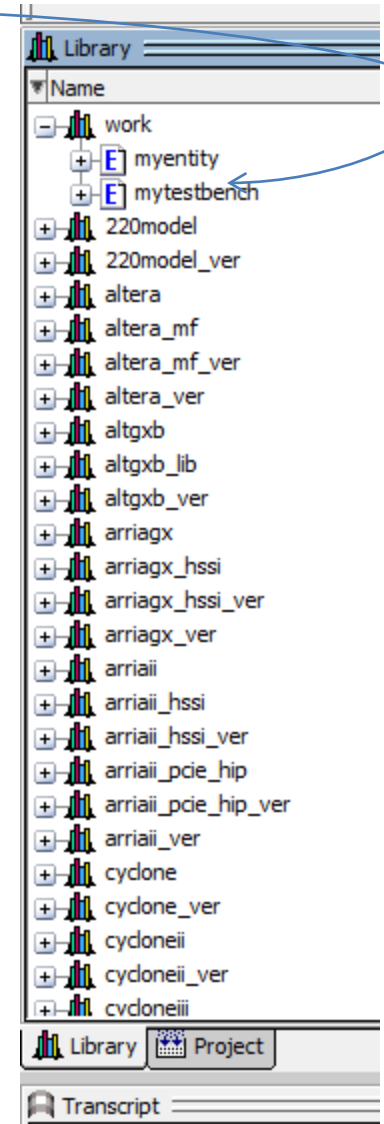 Library
Name
work
E myentity
E mytestbench
220model
220model_ver
altera
altera_mf
altera_mf_ver
altera_ver
altgxb
altgxb_lib
altgxb_ver
arriagx
arriagx_hssi
arriagx_hssi_ver
arriagx_ver
arriaii
arriaii_hssi
arriaii_hssi_ver
arriaii_pcie_hip
arriaii_pcie_hip_ver
arriaii_ver
cyclone
cyclone_ver
cycloneii
cycloneii_ver
cycloneiii
Library Project
Transcript